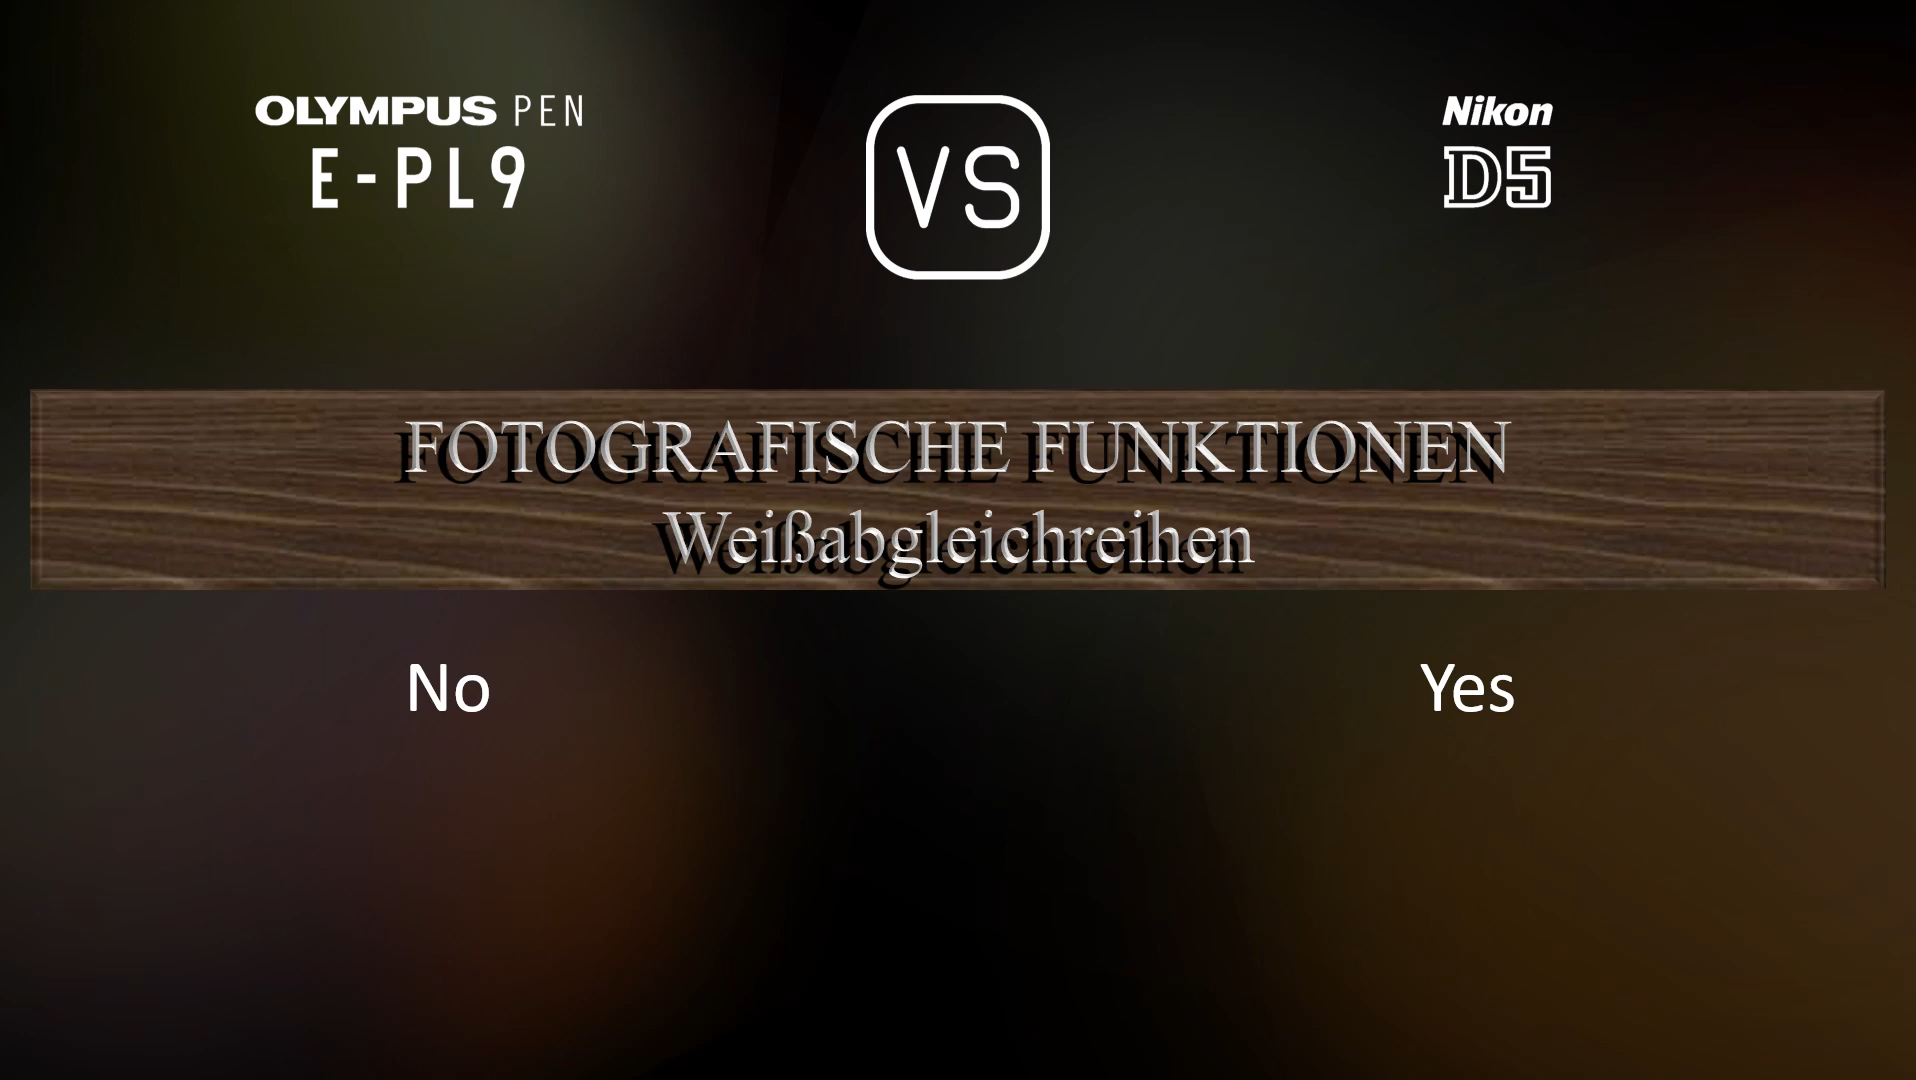 OLYMPUS PEN
E-PL9
VS
Nikon
D5
FOTOGRAFISCHE FUNKTIONEN
Weißabgleichreihen
No
Yes